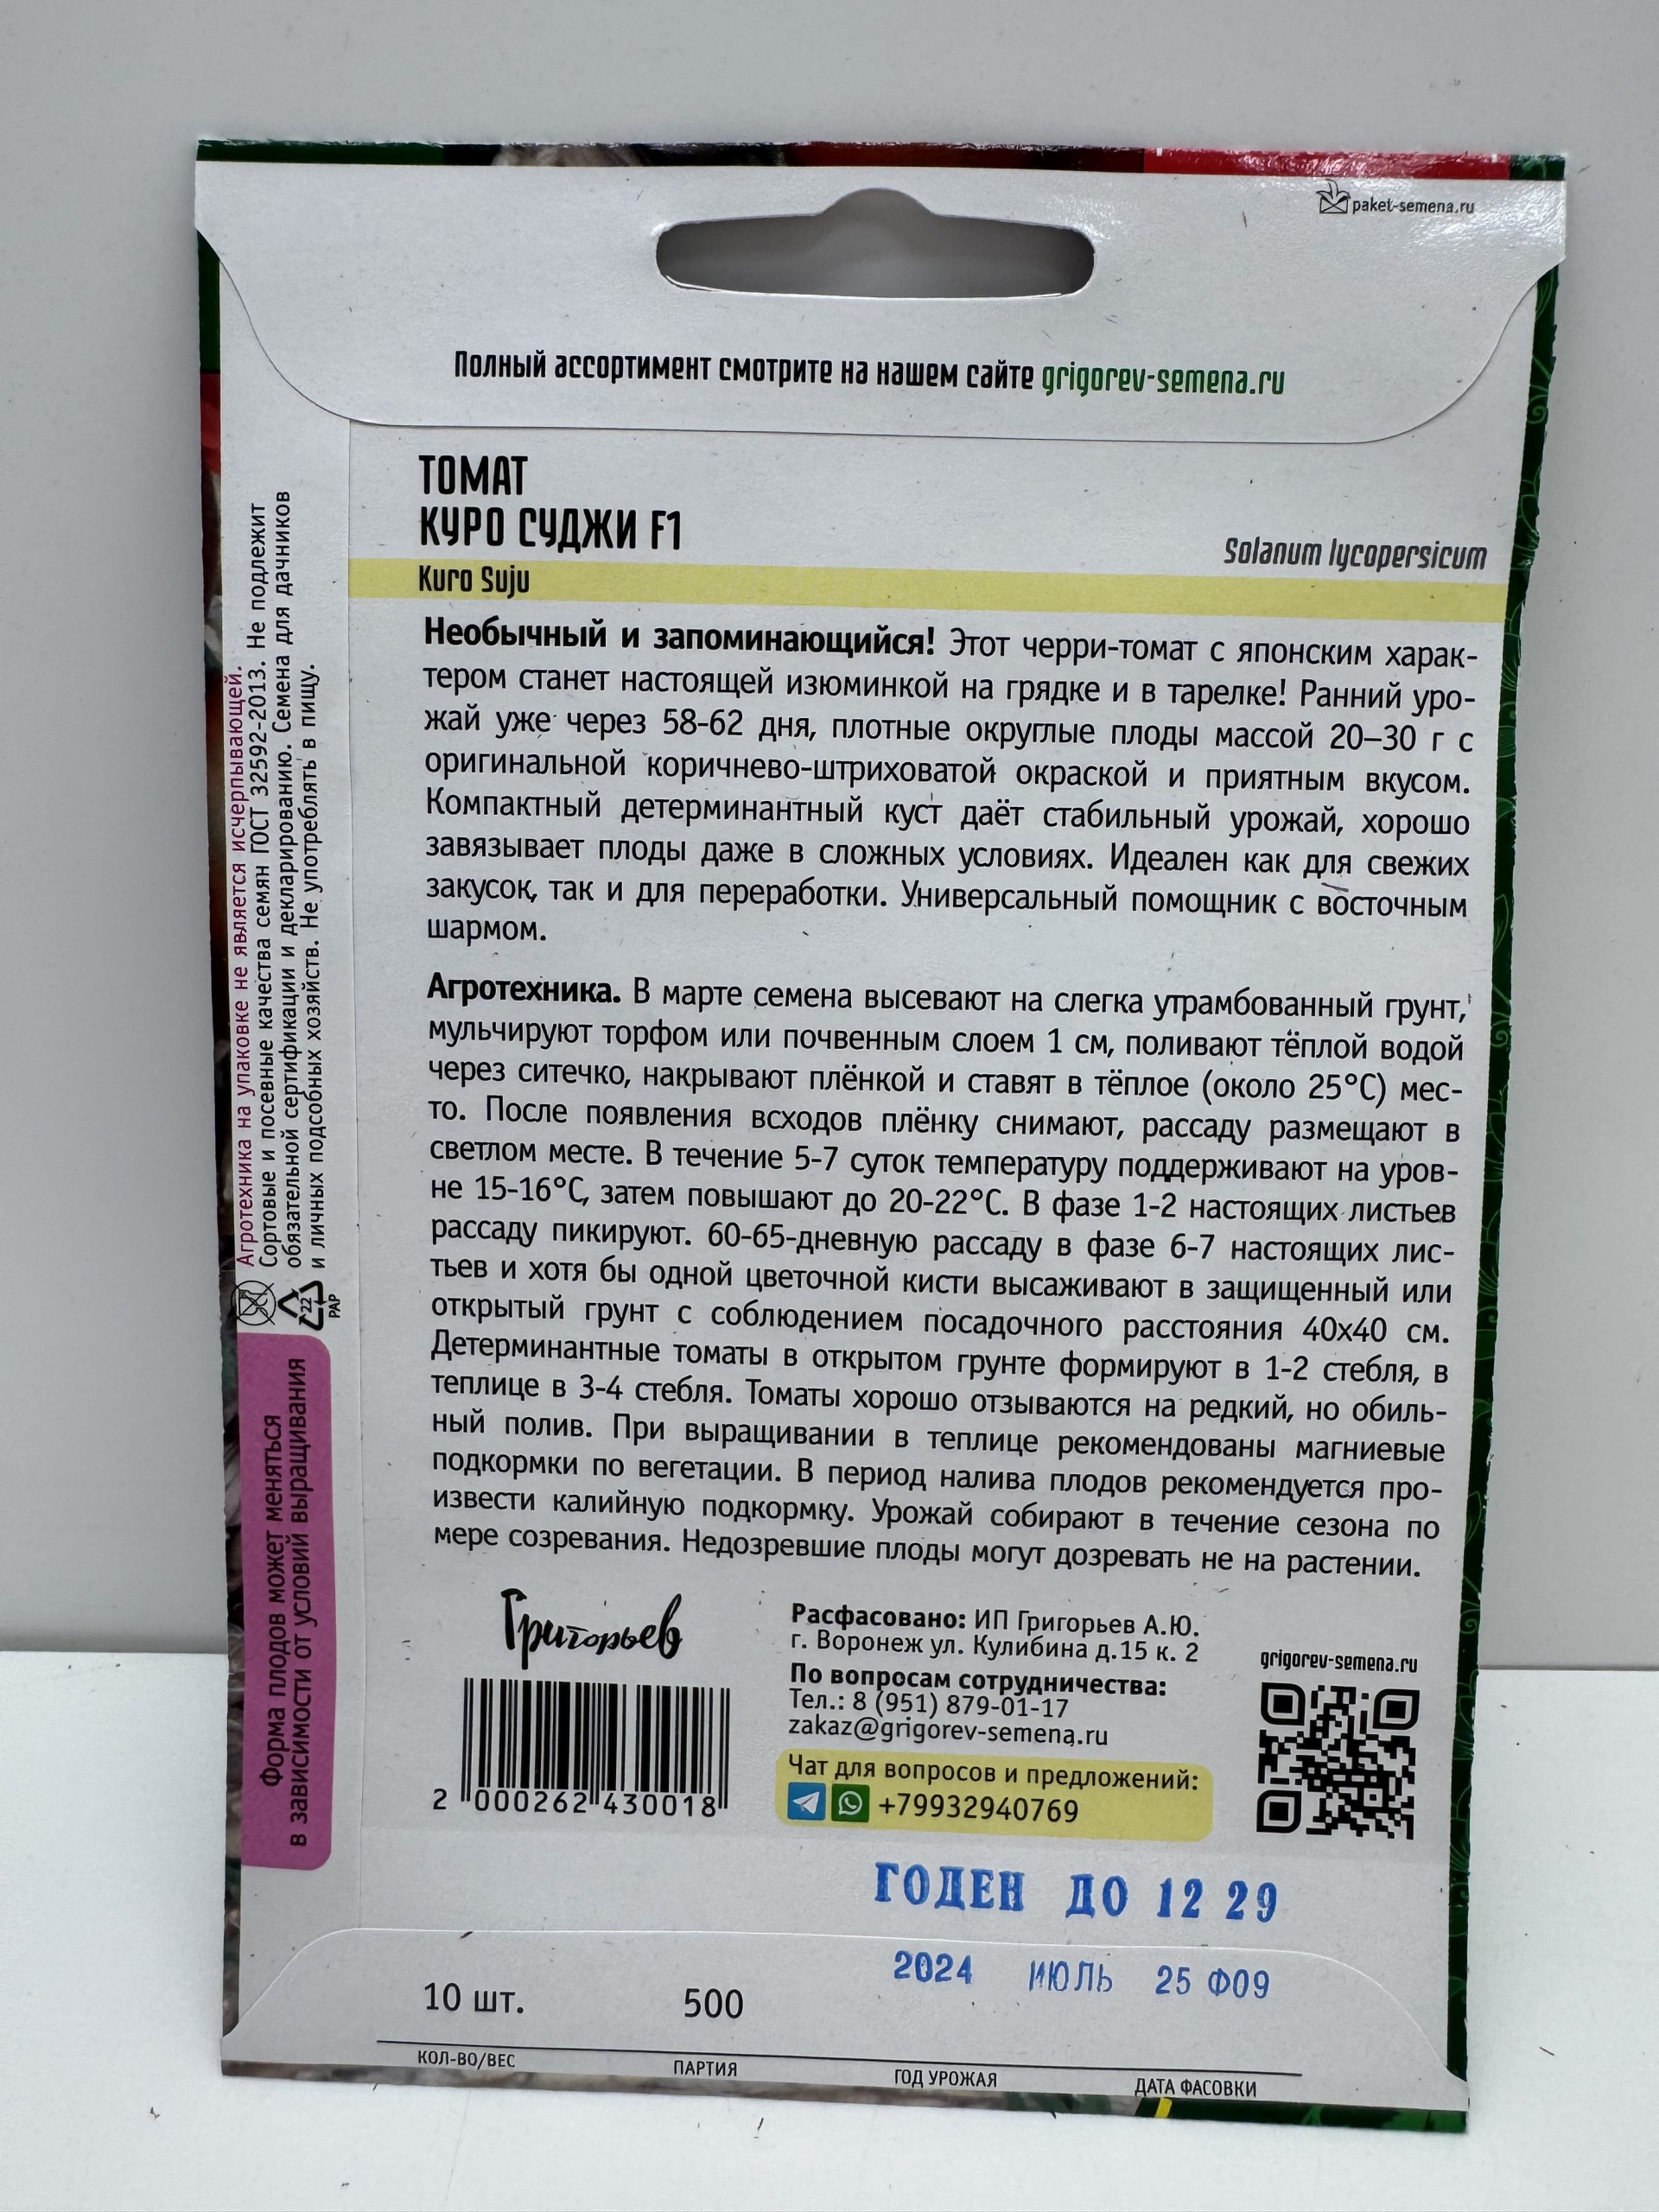 paket-semena.ru
Полный ассортимент смотрите на нашем сайте grigorev-semena.ru
ТОМАТ
КУРО СУДЖИ F1
Solanum lycopersicum
Kuro Suju
Необычный и запоминающийся! Этот черри-томат с японским харак-
тером станет настоящей изюминкой на грядке и в тарелке! Ранний уро-
жай уже через 58-62 дня, плотные округлые плоды массой 20–30 г с
оригинальной коричнево-штриховатой окраской и приятным вкусом.
Компактный детерминантный куст даёт стабильный урожай, хорошо
завязывает плоды даже в сложных условиях. Идеален как для свежих
закусок, так и для переработки. Универсальный помощник с восточным
шармом.
Агротехника. В марте семена высевают на слегка утрамбованный грунт,
мульчируют торфом или почвенным слоем 1 см, поливают тёплой водой
через ситечко, накрывают плёнкой и ставят в тёплое (около 25°С) мес-
то. После появления всходов плёнку снимают, рассаду размещают в
светлом месте. В течение 5-7 суток температуру поддерживают на уров-
не 15-16°С, затем повышают до 20-22°С. В фазе 1-2 настоящих листьев
рассаду пикируют. 60-65-дневную рассаду в фазе 6-7 настоящих лис-
тьев и хотя бы одной цветочной кисти высаживают в защищенный или
открытый грунт с соблюдением посадочного расстояния 40х40 см.
Детерминантные томаты в открытом грунте формируют в 1-2 стебля, в
теплице в 3-4 стебля. Томаты хорошо отзываются на редкий, но обиль-
ный полив. При выращивании в теплице рекомендованы магниевые
подкормки по вегетации. В период налива плодов рекомендуется про-
извести калийную подкормку. Урожай собирают в течение сезона по
мере созревания. Недозревшие плоды могут дозревать не на растении.
Агротехника на упаковке не является исчерпывающей.
Сортовые и посевные качества семян ГОСТ 32592-2013. Не подлежит
обязательной сертификации и декларированию. Семена для дачников
и личных подсобных хозяйств. Не употреблять в пищу.
22
PAP
Форма плодов может меняться
в зависимости от условий выращивания
Григорьев
2 000262 430018
Расфасовано: ИП Григорьев А.Ю.
г. Воронеж ул. Кулибина д.15 к. 2
По вопросам сотрудничества:
Тел.: 8 (951) 879-01-17
zakaz@grigorev-semena.ru
Чат для вопросов и предложений:
+79932940769
grigorev-semena.ru
ГОДЕН ДО 12 29
2024 ИЮЛЬ 25 Ф09
10 шт. 500
КОЛ-ВО/ВЕС ПАРТИЯ ГОД УРОЖАЯ ДАТА ФАСОВКИ